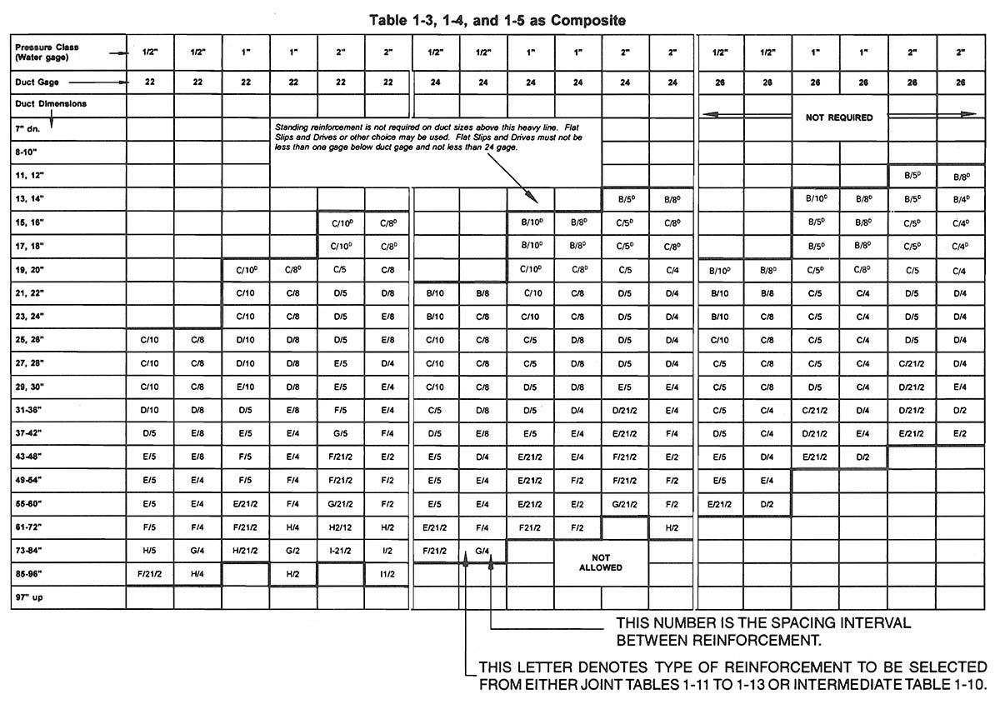 Table 1-3, 1-4, and 1-5 as Composite
Pressure Class (Water gage) 1/2" 1/2" 1" 1" 2" 2" 1/2" 1/2" 1" 1" 2" 2" 1/2" 1/2" 1" 1" 2" 2"
Duct Gage 22 22 22 22 22 22 24 24 24 24 24 24 26 26 26 26 26 26
Duct Dimensions
NOT REQUIRED
7" dn.
Standing reinforcement is not required on duct sizes above this heavy line. Flat
Slips and Drives or other choice may be used. Flat Slips and Drives must not be
less than one gage below duct gage and not less than 24 gage.
8-10"
11, 12" B/5ᴰ B/8ᴰ
13, 14" B/5ᴰ B/8ᴰ B/10ᴰ B/8ᴰ B/5ᴰ B/4ᴰ
15, 16" C/10ᴰ C/8ᴰ B/10ᴰ B/8ᴰ C/5ᴰ C/8ᴰ B/5ᴰ B/8ᴰ C/5ᴰ C/4ᴰ
17, 18" C/10ᴰ C/8ᴰ B/10ᴰ B/8ᴰ C/5ᴰ C/8ᴰ B/5ᴰ B/8ᴰ C/5ᴰ C/4ᴰ
19, 20" C/10ᴰ C/8ᴰ C/5 C/8 C/10ᴰ C/8ᴰ C/5 C/4 B/10ᴰ B/8ᴰ C/5ᴰ C/8ᴰ C/5 C/4
21, 22" C/10 C/8 D/5 D/8 B/10 B/8 C/10 C/8 D/5 D/4 B/10 B/8 C/5 C/4 D/5 D/4
23, 24" C/10 C/8 D/5 E/8 B/10 C/8 C/10 C/8 D/5 D/4 B/10 C/8 C/5 C/4 D/5 D/4
25, 26" C/10 C/8 D/10 D/8 D/5 E/8 C/10 C/8 C/5 D/8 D/5 D/4 C/10 C/8 C/5 C/4 D/5 D/4
27, 28" C/10 C/8 D/10 D/8 E/5 D/4 C/10 C/8 C/5 D/8 D/5 D/4 C/5 C/8 C/5 C/4 C/21/2 D/4
29, 30" C/10 C/8 E/10 D/8 E/5 E/4 C/10 C/8 D/5 D/8 E/5 E/4 C/5 C/8 D/5 C/4 D/21/2 E/4
31-36" D/10 D/8 D/5 E/8 F/5 E/4 C/5 D/8 D/5 D/4 D/21/2 E/4 C/5 C/4 C/21/2 D/4 D/21/2 D/2
37-42" D/5 E/8 E/5 E/4 G/5 F/4 D/5 E/8 E/5 E/4 E/21/2 F/4 D/5 C/4 D/21/2 E/4 E/21/2 E/2
43-48" E/5 E/8 F/5 E/4 F/21/2 E/2 E/5 D/4 E/21/2 E/4 F/21/2 E/2 E/5 D/4 E/21/2 D/2
49-54" E/5 E/4 F/5 F/4 F/21/2 F/2 E/5 E/4 E/21/2 F/2 F/21/2 F/2 E/5 E/4
55-60" E/5 E/4 E/21/2 F/4 G/21/2 F/2 E/5 E/4 E/21/2 E/2 G/21/2 F/2 E/21/2 D/2
61-72" F/5 F/4 F/21/2 H/4 H2/12 H/2 E/21/2 F/4 F21/2 F/2 H/2
73-84" H/5 G/4 H/21/2 G/2 I-21/2 I/2 F/21/2 G/4
NOT
ALLOWED
85-96" F/21/2 H/4 H/2 I1/2
97" up
THIS NUMBER IS THE SPACING INTERVAL
BETWEEN REINFORCEMENT.
THIS LETTER DENOTES TYPE OF REINFORCEMENT TO BE SELECTED
FROM EITHER JOINT TABLES 1-11 TO 1-13 OR INTERMEDIATE TABLE 1-10.